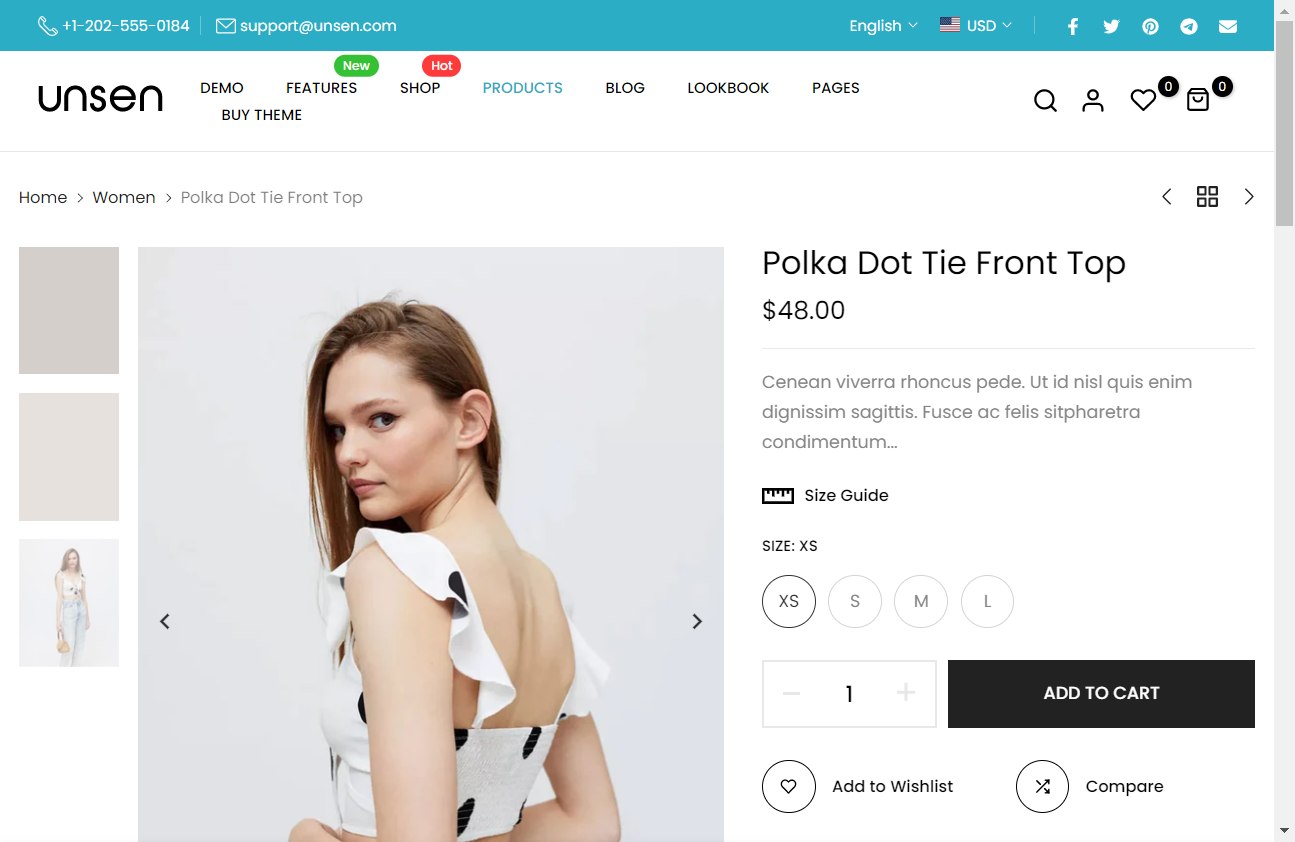 +1-202-555-0184
support@unsen.com
English
USD
unsen
New
Hot
DEMO
FEATURES
SHOP
PRODUCTS
BLOG
LOOKBOOK
PAGES
BUY THEME
0
0
Home > Women > Polka Dot Tie Front Top
Polka Dot Tie Front Top
$48.00
Cenean viverra rhoncus pede. Ut id nisl quis enim
dignissim sagittis. Fusce ac felis sitpharetra
condimentum...
Size Guide
SIZE: XS
XS
S
M
L
1
ADD TO CART
Add to Wishlist
Compare